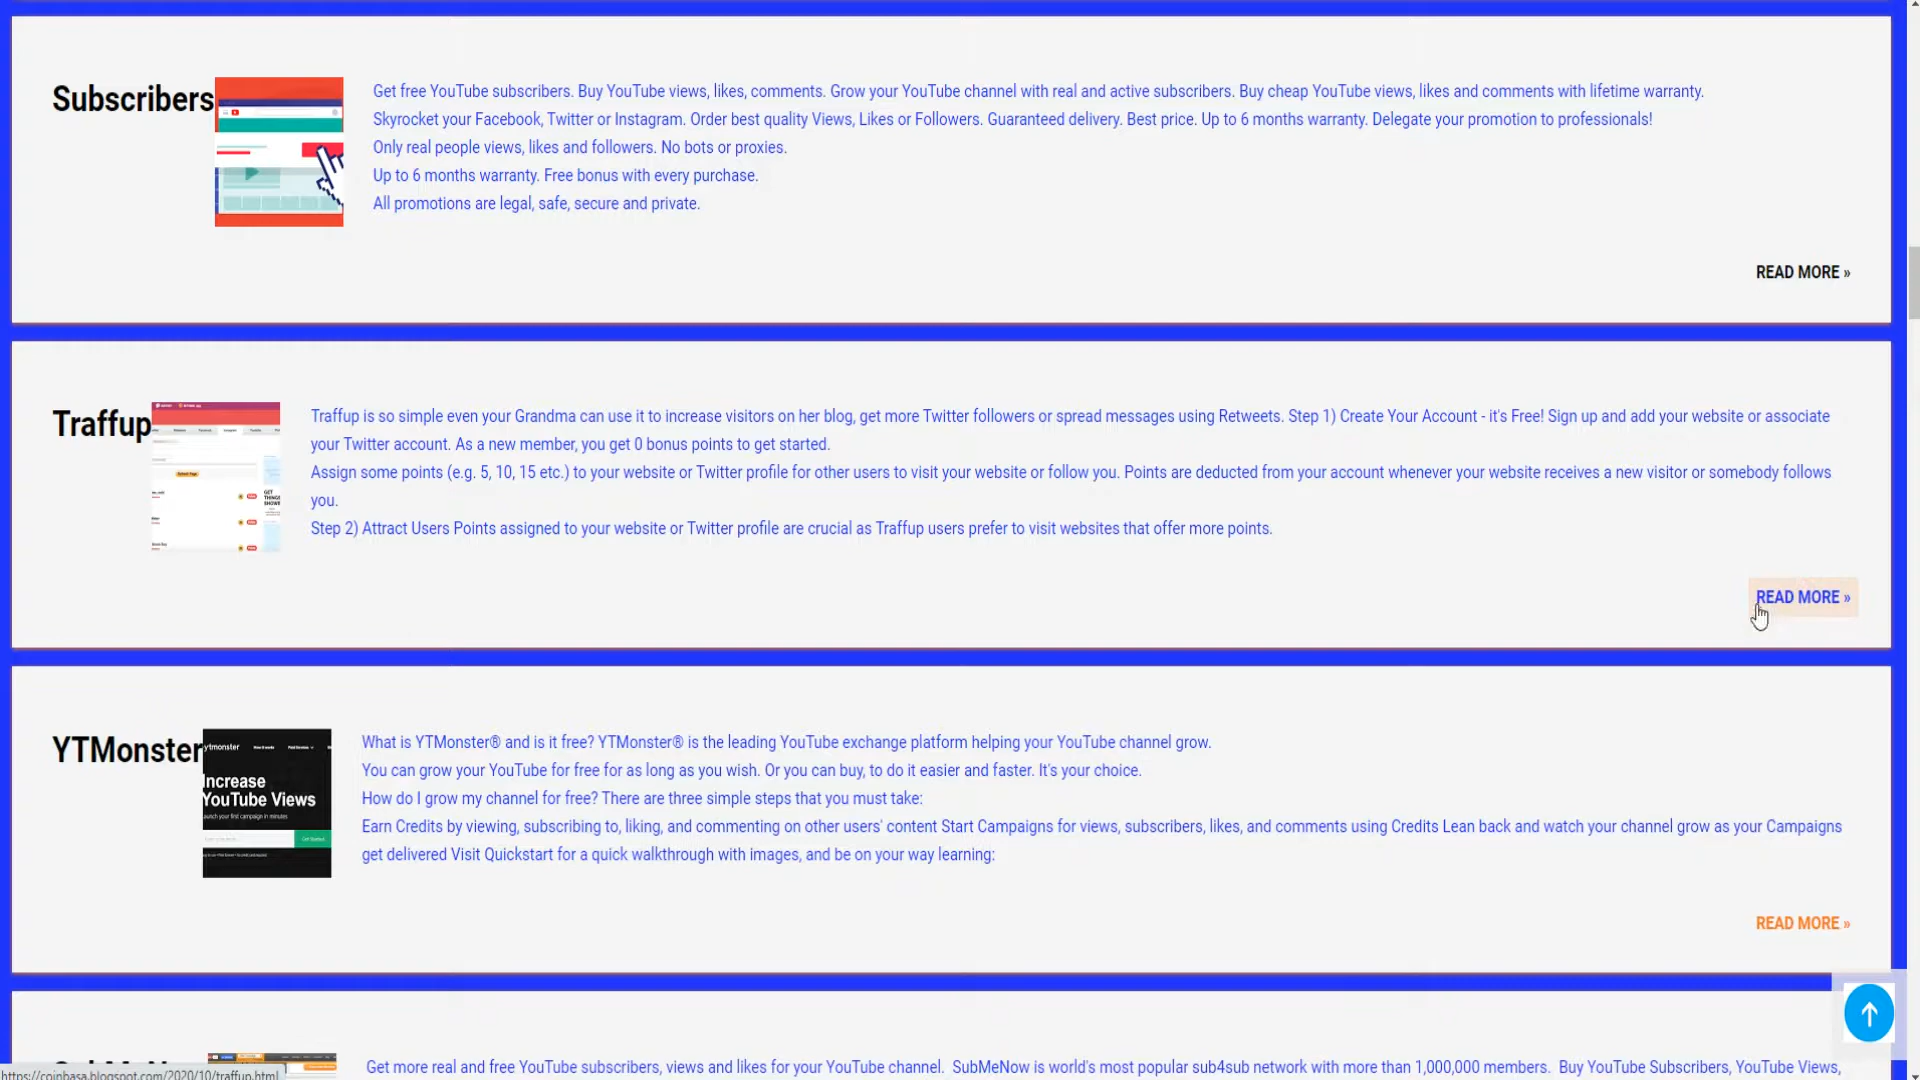 Subscribers
Get free YouTube subscribers. Buy YouTube views, likes, comments. Grow your YouTube channel with real and active subscribers. Buy cheap YouTube views, likes and comments with lifetime warranty.
Skyrocket your Facebook, Twitter or Instagram. Order best quality Views, Likes or Followers. Guaranteed delivery. Best price. Up to 6 months warranty. Delegate your promotion to professionals!
Only real people views, likes and followers. No bots or proxies.
Up to 6 months warranty. Free bonus with every purchase.
All promotions are legal, safe, secure and private.
READ MORE »
Traffup
Traffup is so simple even your Grandma can use it to increase visitors on her blog, get more Twitter followers or spread messages using Retweets. Step 1) Create Your Account - it's Free! Sign up and add your website or associate
your Twitter account. As a new member, you get 0 bonus points to get started.
Assign some points (e.g. 5, 10, 15 etc.) to your website or Twitter profile for other users to visit your website or follow you. Points are deducted from your account whenever your website receives a new visitor or somebody follows
you.
Step 2) Attract Users Points assigned to your website or Twitter profile are crucial as Traffup users prefer to visit websites that offer more points.
READ MORE »
YTMonster
ytmonster
Increase
YouTube Views
What is YTMonster® and is it free? YTMonster® is the leading YouTube exchange platform helping your YouTube channel grow.
You can grow your YouTube for free for as long as you wish. Or you can buy, to do it easier and faster. It's your choice.
How do I grow my channel for free? There are three simple steps that you must take:
Earn Credits by viewing, subscribing to, liking, and commenting on other users' content Start Campaigns for views, subscribers, likes, and comments using Credits Lean back and watch your channel grow as your Campaigns
get delivered Visit Quickstart for a quick walkthrough with images, and be on your way learning:
READ MORE »
Get more real and free YouTube subscribers, views and likes for your YouTube channel. SubMeNow is world's most popular sub4sub network with more than 1,000,000 members. Buy YouTube Subscribers, YouTube Views,
https://coinbasa.blogspot.com/2020/10/traffup.html